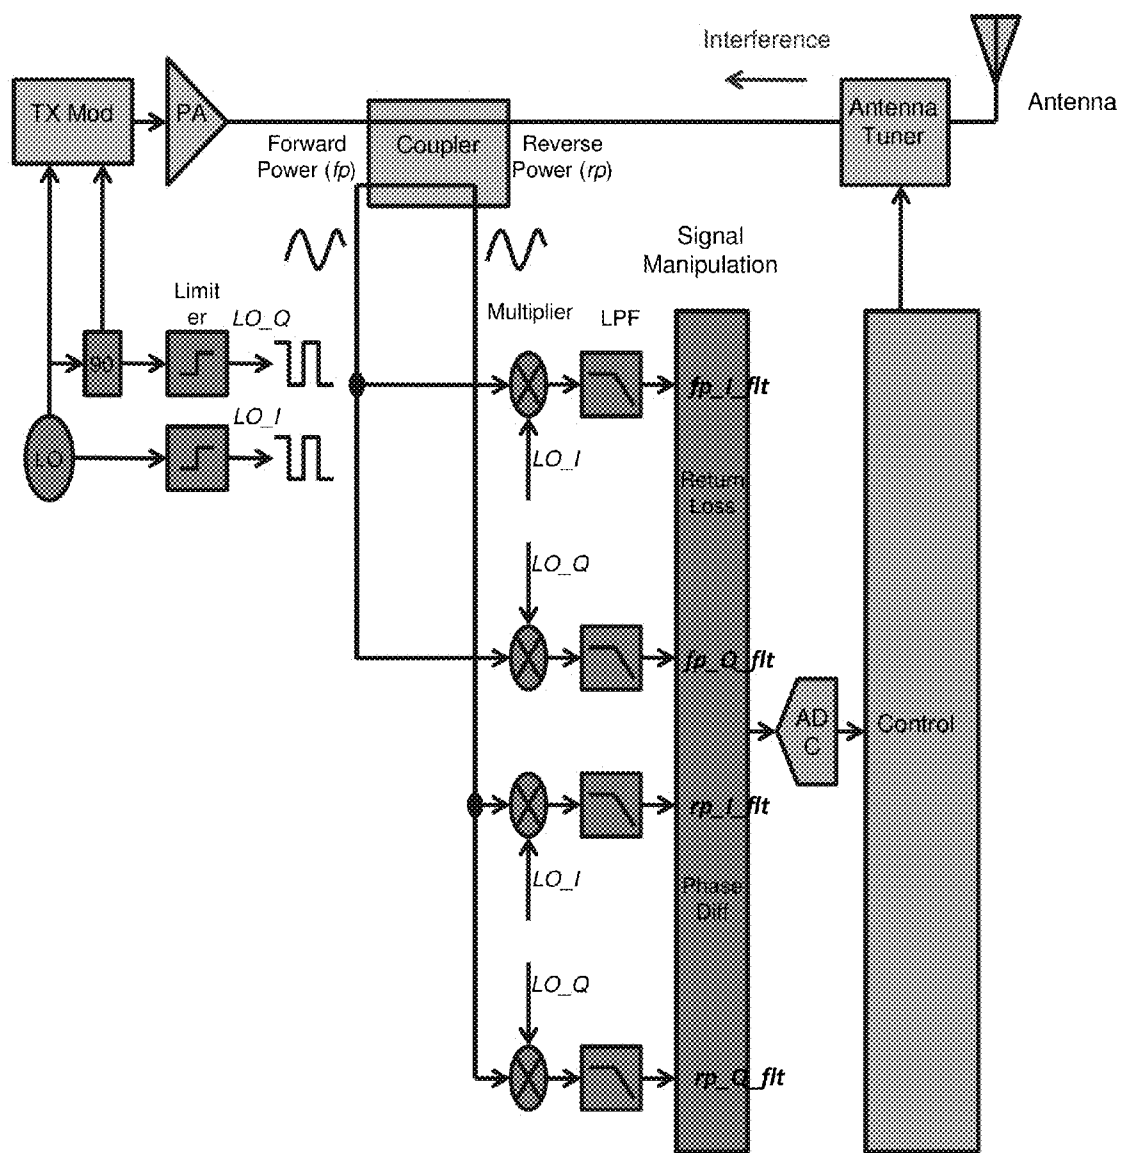 Interference
TX Mod
PA
Antenna
Tuner
Antenna
Forward
Power (fp)
Coupler
Reverse
Power (rp)
Signal
Manipulation
Limit
er
LO_Q
Multiplier
LPF
90
fp_I_flt
LO_I
LO
LO_I
Return
Loss
LO_Q
fp_Q_flt
AD
C
Control
rp_I_flt
LO_I
Phase
Diff
LO_Q
rp_Q_flt